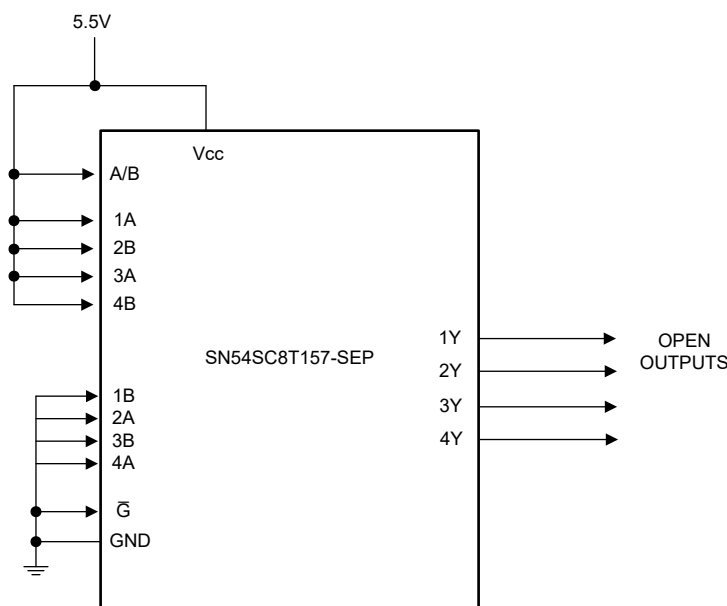 5.5V
Vcc
A/B
1A
2B
3A
4B
SN54SC8T157-SEP
1Y
2Y
3Y
4Y
OPEN
OUTPUTS
1B
2A
3B
4A
G̅
GND